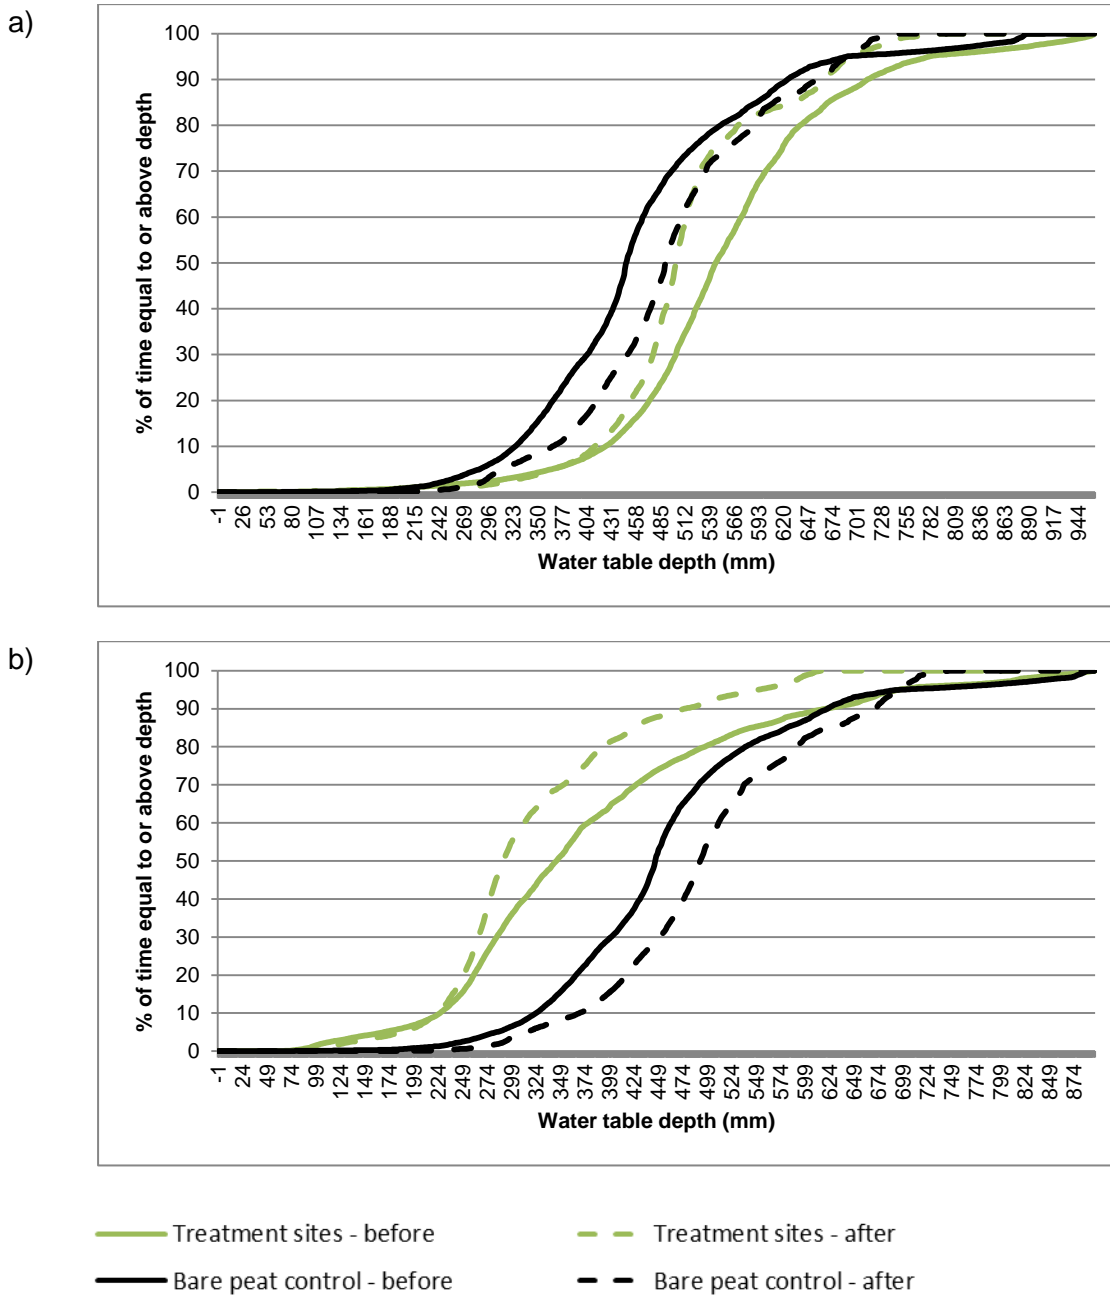 a)
100
90
80
70
60
50
40
30
20
10
0
% of time equal to or above depth
-1 26 53 80 107 134 161 188 215 242 269 296 323 350 377 404 431 458 485 512 539 566 593 620 647 674 701 728 755 782 809 836 863 890 917 944
Water table depth (mm)
b)
100
90
80
70
60
50
40
30
20
10
0
% of time equal to or above depth
-1 24 49 74 99 124 149 174 199 224 249 274 299 324 349 374 399 424 449 474 499 524 549 574 599 624 649 674 699 724 749 774 799 824 849 874
Water table depth (mm)
Treatment sites - before
Treatment sites - after
Bare peat control - before
Bare peat control - after